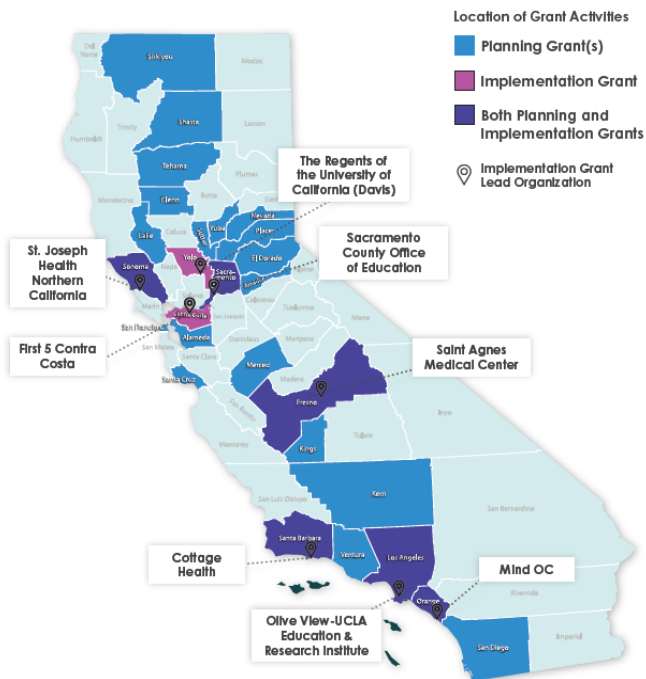 Location of Grant Activities
Planning Grant(s)
Implementation Grant
Both Planning and
Implementation Grants
Implementation Grant
Lead Organization
Del
Norte
Siskiyou
Modoc
Humboldt
Trinity
Shasta
Lassen
Tehama
Plumas
The Regents of
the University of
California (Davis)
Mendocino
Glenn
Butte
Lake
Colusa
Sutter
Yuba
Nevada
Placer
El Dorado
St. Joseph
Health
Northern
California
Sonoma
Napa
Yolo
Sacra-
mento
Sacramento
County Office
of Education
Marin
Solano
Contra Costa
San Joaquin
Calaveras
Tuolumne
Mono
San Francisco
Alameda
San Mateo
Santa Clara
Stanislaus
Mariposa
First 5 Contra
Costa
Santa Cruz
Merced
Madera
Saint Agnes
Medical Center
Fresno
San Benito
Monterey
Kings
Tulare
Inyo
San Luis Obispo
Kern
San Bernardino
Santa Barbara
Ventura
Los Angeles
Cottage
Health
Mind OC
Orange
Riverside
Olive View-UCLA
Education &
Research Institute
San Diego
Imperial